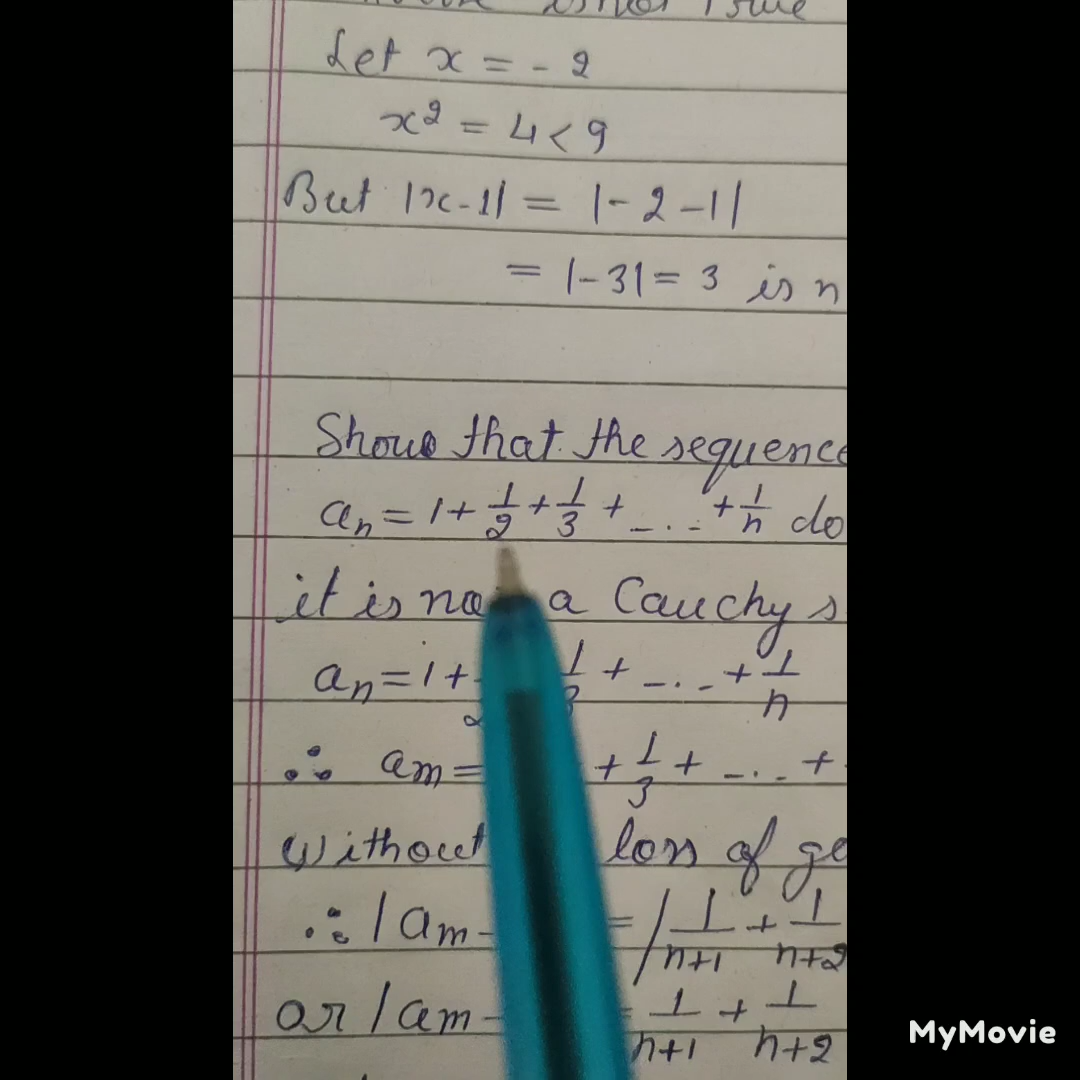 Let x = - 2
x² = 4 < 9
But |x-1| = |-2-1|
= |-3| = 3 is n
Show that the sequence
aₙ = 1 + 1/2 + 1/3 + - . . - + 1/n do
it is a Cauchy s
aₙ = 1 + + - . . - + 1/n
∴ aₘ = + 1/3 + - . . - +
without loss of ge
∴ |aₘ - = |1/n+1 + 1/n+2
or |aₘ - 1/n+1 + 1/n+2
MyMovie